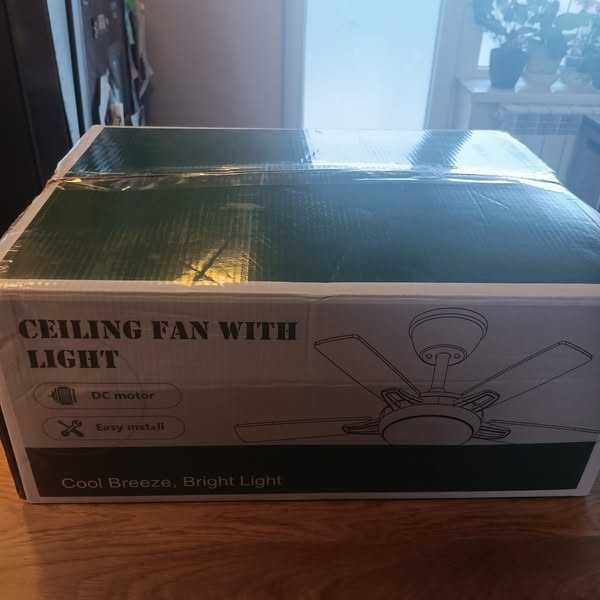 CEILING FAN WITH
LIGHT
DC motor
Easy install
Cool Breeze, Bright Light